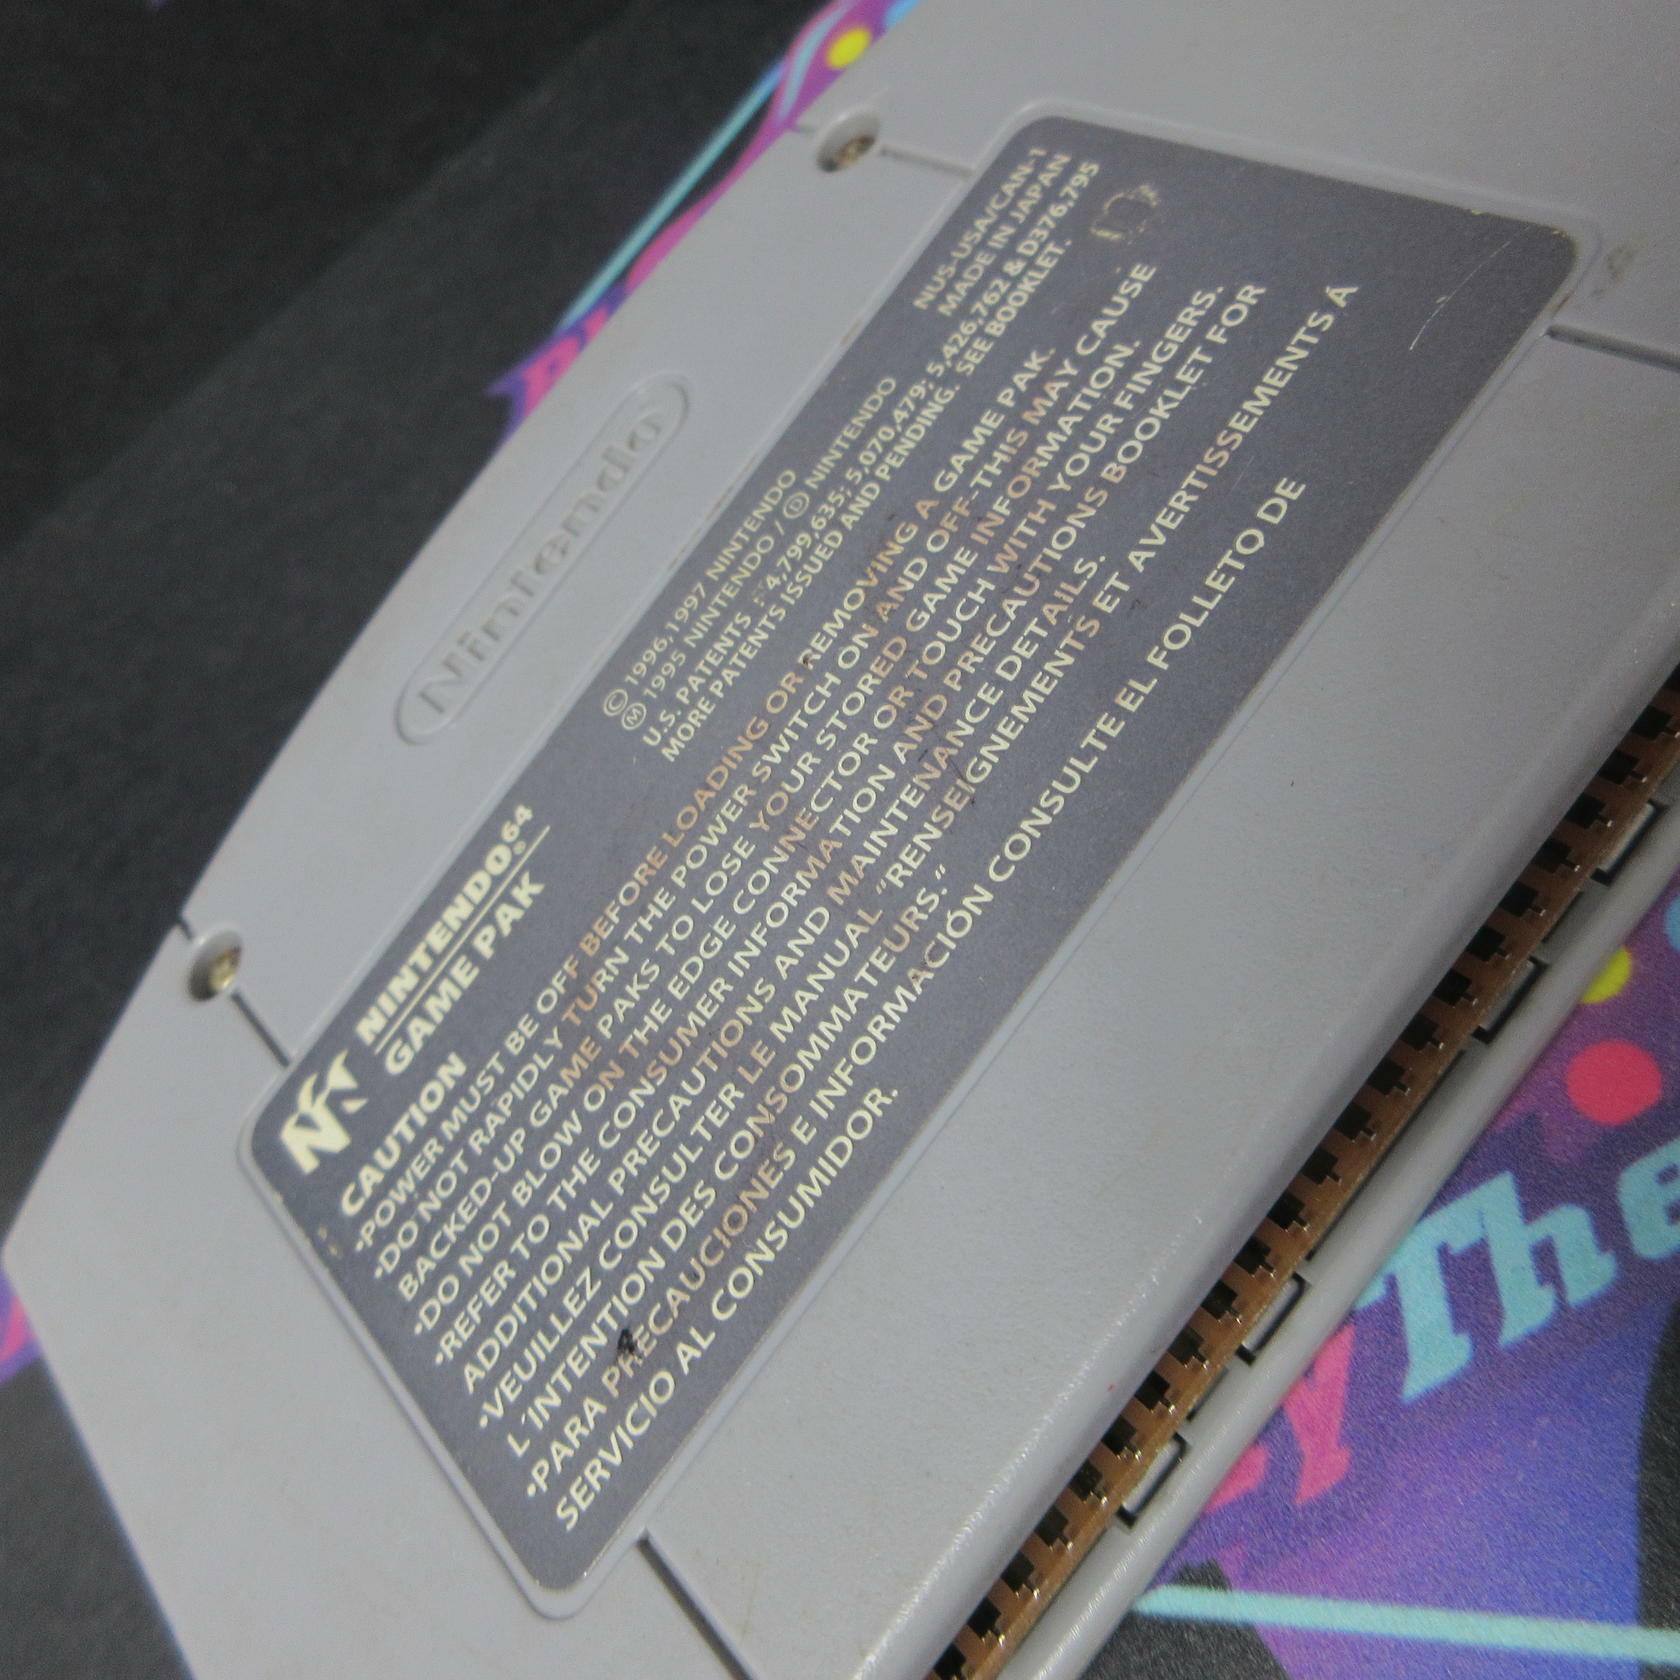 Nintendo
NINTENDO®64
GAME PAK
© 1996,1997 NINTENDO
Ⓜ 1995 NINTENDO / Ⓓ NINTENDO
U.S. PATENTS #'4,799,635; 5,070,479; 5,426,762 & D376,795
MORE PATENTS ISSUED AND PENDING. SEE BOOKLET.
NUS-USA/CAN-1
MADE IN JAPAN
CAUTION
•POWER MUST BE OFF BEFORE LOADING OR REMOVING A GAME PAK.
•DO NOT RAPIDLY TURN THE POWER SWITCH ON AND OFF-THIS MAY CAUSE
BACKED-UP GAME PAKS TO LOSE YOUR STORED GAME INFORMATION.
•DO NOT BLOW ON THE EDGE CONNECTOR OR TOUCH WITH YOUR FINGERS.
•REFER TO THE CONSUMER INFORMATION AND PRECAUTIONS BOOKLET FOR
ADDITIONAL PRECAUTIONS AND MAINTENANCE DETAILS.
•VEUILLEZ CONSULTER LE MANUAL "RENSEIGNEMENTS ET AVERTISSEMENTS Á
L´INTENTION DES CONSOMMATEURS."
•PARA PRECAUCIONES E INFORMACIÓN CONSULTE EL FOLLETO DE
SERVICIO AL CONSUMIDOR.
The